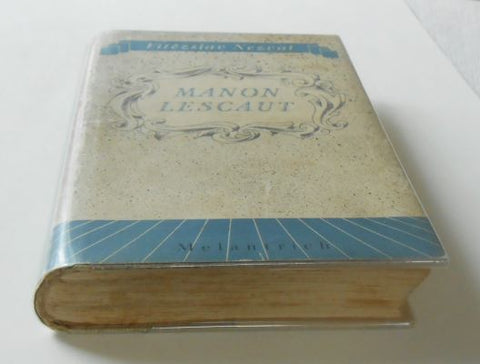 Vítězslav Nezval
MANON
LESCAUT
Melantrich